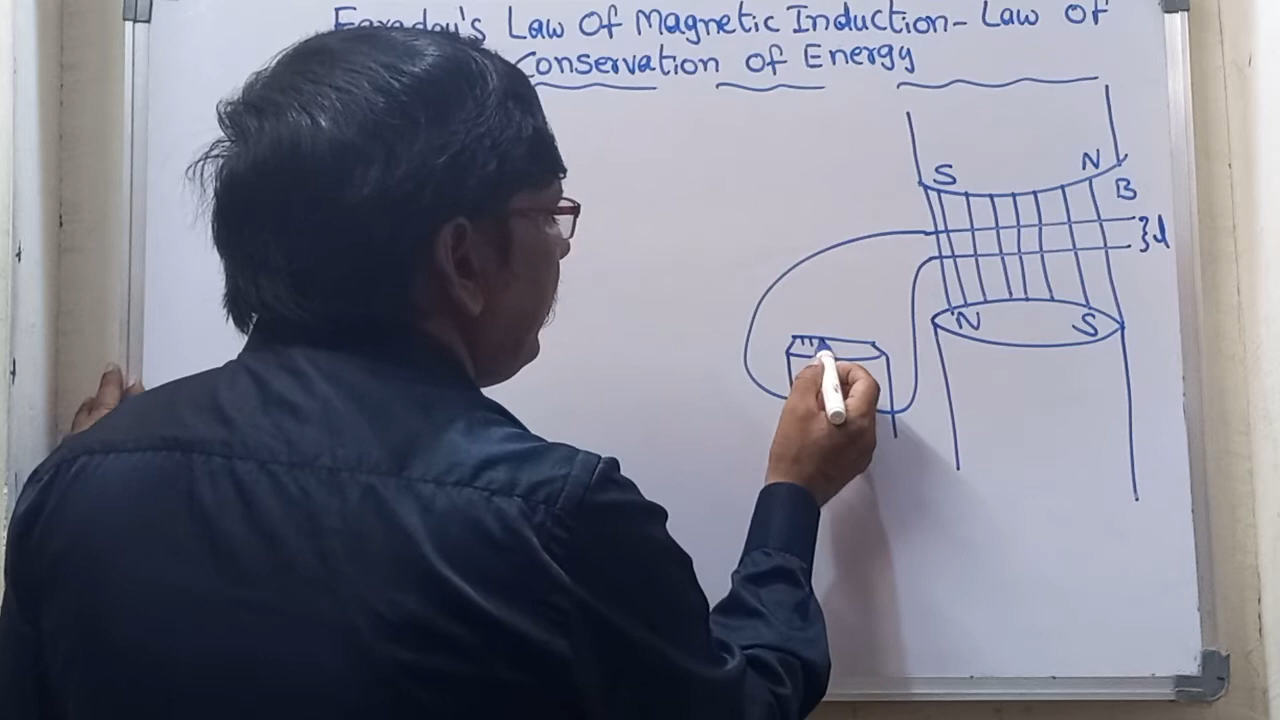 Faraday's Law Of Magnetic Induction - Law of
Conservation of Energy
S N
B
l
N S